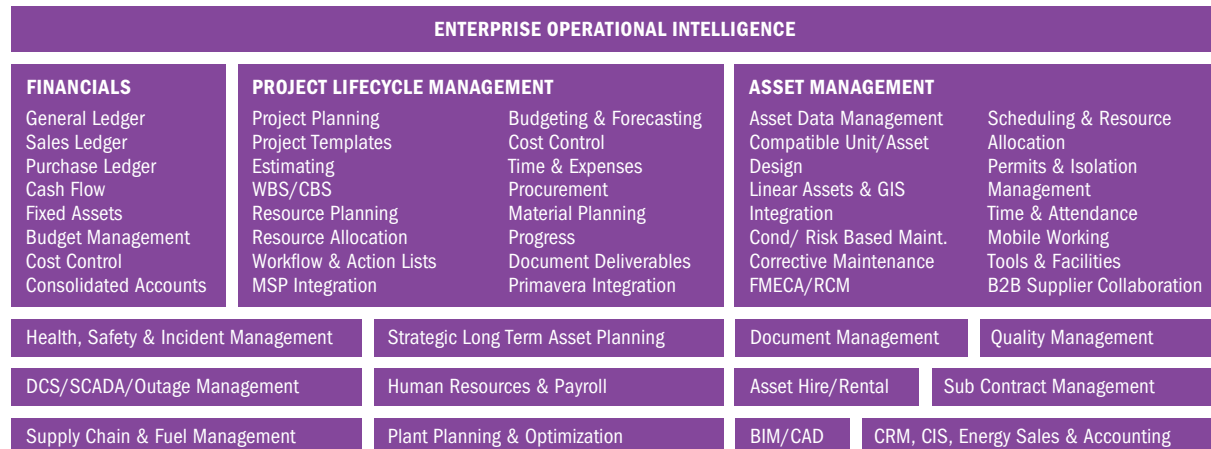 ENTERPRISE OPERATIONAL INTELLIGENCE
FINANCIALS
General Ledger
Sales Ledger
Purchase Ledger
Cash Flow
Fixed Assets
Budget Management
Cost Control
Consolidated Accounts
PROJECT LIFECYCLE MANAGEMENT
Project Planning
Project Templates
Estimating
WBS/CBS
Resource Planning
Resource Allocation
Workflow & Action Lists
MSP Integration
Budgeting & Forecasting
Cost Control
Time & Expenses
Procurement
Material Planning
Progress
Document Deliverables
Primavera Integration
ASSET MANAGEMENT
Asset Data Management
Compatible Unit/Asset
Design
Linear Assets & GIS
Integration
Cond/ Risk Based Maint.
Corrective Maintenance
FMECA/RCM
Scheduling & Resource
Allocation
Permits & Isolation
Management
Time & Attendance
Mobile Working
Tools & Facilities
B2B Supplier Collaboration
Health, Safety & Incident Management
Strategic Long Term Asset Planning
Document Management
Quality Management
DCS/SCADA/Outage Management
Human Resources & Payroll
Asset Hire/Rental
Sub Contract Management
Supply Chain & Fuel Management
Plant Planning & Optimization
BIM/CAD
CRM, CIS, Energy Sales & Accounting